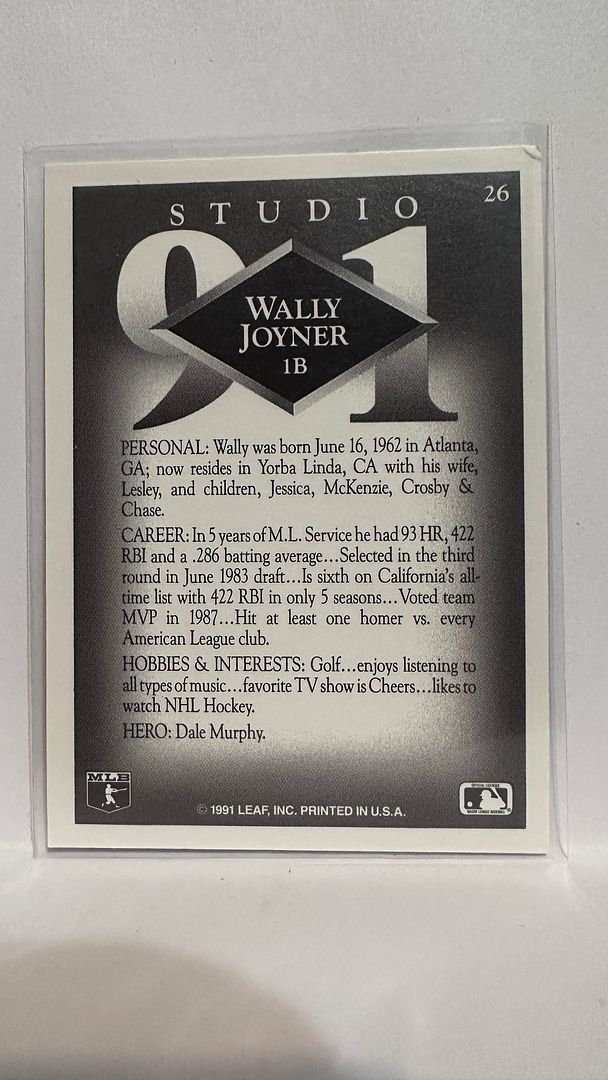 26
STUDIO
91
WALLY
JOYNER
1B
PERSONAL: Wally was born June 16, 1962 in Atlanta,
GA; now resides in Yorba Linda, CA with his wife,
Lesley, and children, Jessica, McKenzie, Crosby &
Chase.
CAREER: In 5 years of M.L. Service he had 93 HR, 422
RBI and a .286 batting average...Selected in the third
round in June 1983 draft...Is sixth on California's all-
time list with 422 RBI in only 5 seasons...Voted team
MVP in 1987...Hit at least one homer vs. every
American League club.
HOBBIES & INTERESTS: Golf...enjoys listening to
all types of music...favorite TV show is Cheers...likes to
watch NHL Hockey.
HERO: Dale Murphy.
MLB
© 1991 LEAF, INC. PRINTED IN U.S.A.